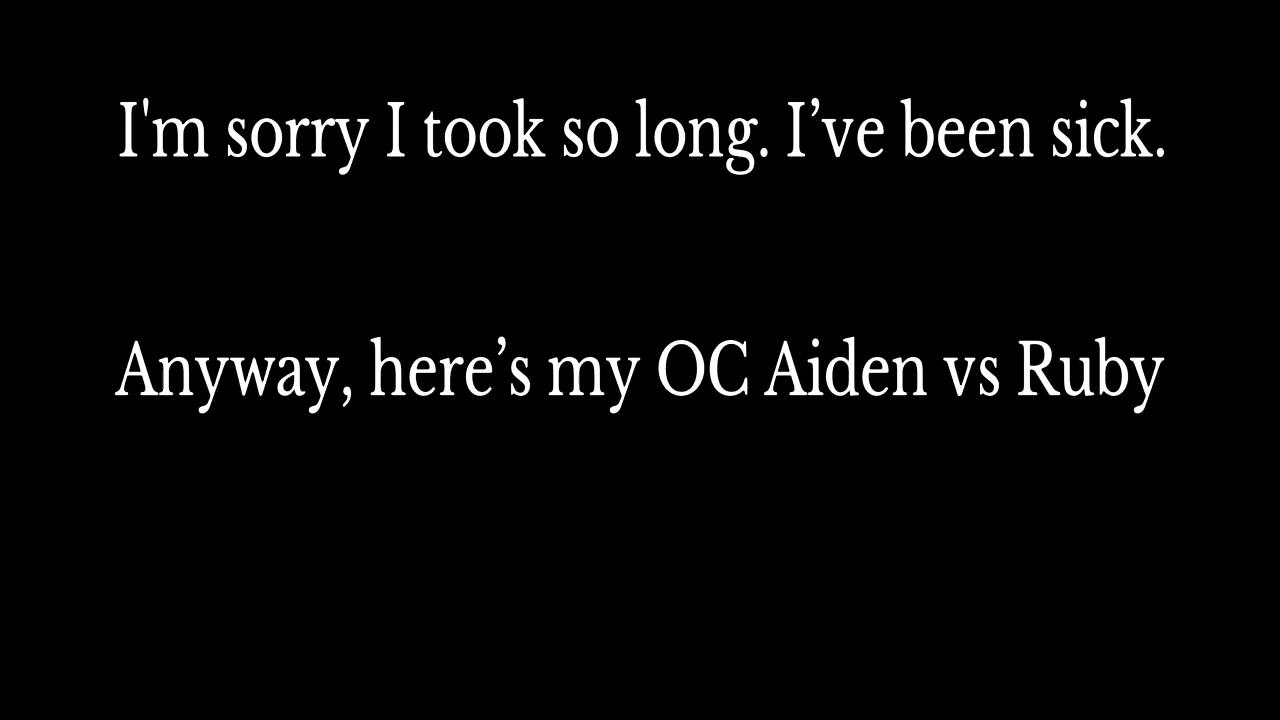 I'm sorry I took so long. I’ve been sick.
Anyway, here’s my OC Aiden vs Ruby